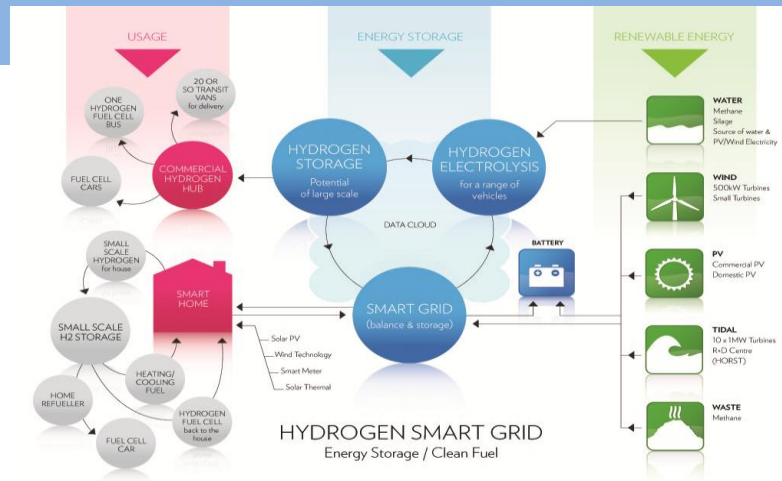 USAGE
ENERGY STORAGE
RENEWABLE ENERGY
20 OR
SO TRANSIT
VANS
for delivery
ONE
HYDROGEN
FUEL CELL
BUS
FUEL CELL
CARS
COMMERCIAL
HYDROGEN
HUB
HYDROGEN
STORAGE
Potential
of large scale
HYDROGEN
ELECTROLYSIS
for a range of
vehicles
DATA CLOUD
BATTERY
SMART GRID
(balance & storage)
SMALL
SCALE
HYDROGEN
for house
SMART
HOME
SMALL SCALE
H2 STORAGE
HEATING/
COOLING
FUEL
HOME
REFUELLER
HYDROGEN
FUEL CELL
back to the
house
FUEL CELL
CAR
Solar PV
Wind Technology
Smart Meter
Solar Thermal
WATER
Methane
Silage
Source of water &
PV/Wind Electricity
WIND
500kW Turbines
Small Turbines
PV
Commercial PV
Domestic PV
TIDAL
10 x 1MW Turbines
R+D Centre
(HORST)
WASTE
Methane
HYDROGEN SMART GRID
Energy Storage / Clean Fuel